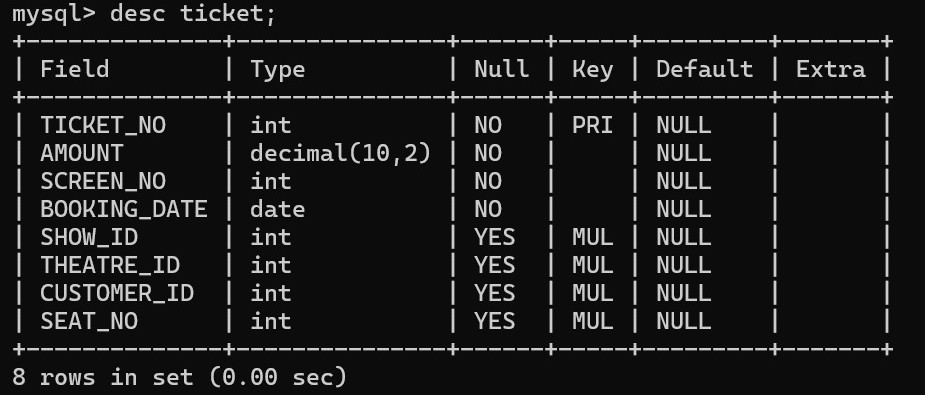 mysql> desc ticket;
+--------------+---------------+------+-----+---------+-------+
| Field        | Type          | Null | Key | Default | Extra |
+--------------+---------------+------+-----+---------+-------+
| TICKET_NO    | int           | NO   | PRI | NULL    |       |
| AMOUNT       | decimal(10,2) | NO   |     | NULL    |       |
| SCREEN_NO    | int           | NO   |     | NULL    |       |
| BOOKING_DATE | date          | NO   |     | NULL    |       |
| SHOW_ID      | int           | YES  | MUL | NULL    |       |
| THEATRE_ID   | int           | YES  | MUL | NULL    |       |
| CUSTOMER_ID  | int           | YES  | MUL | NULL    |       |
| SEAT_NO      | int           | YES  | MUL | NULL    |       |
+--------------+---------------+------+-----+---------+-------+
8 rows in set (0.00 sec)